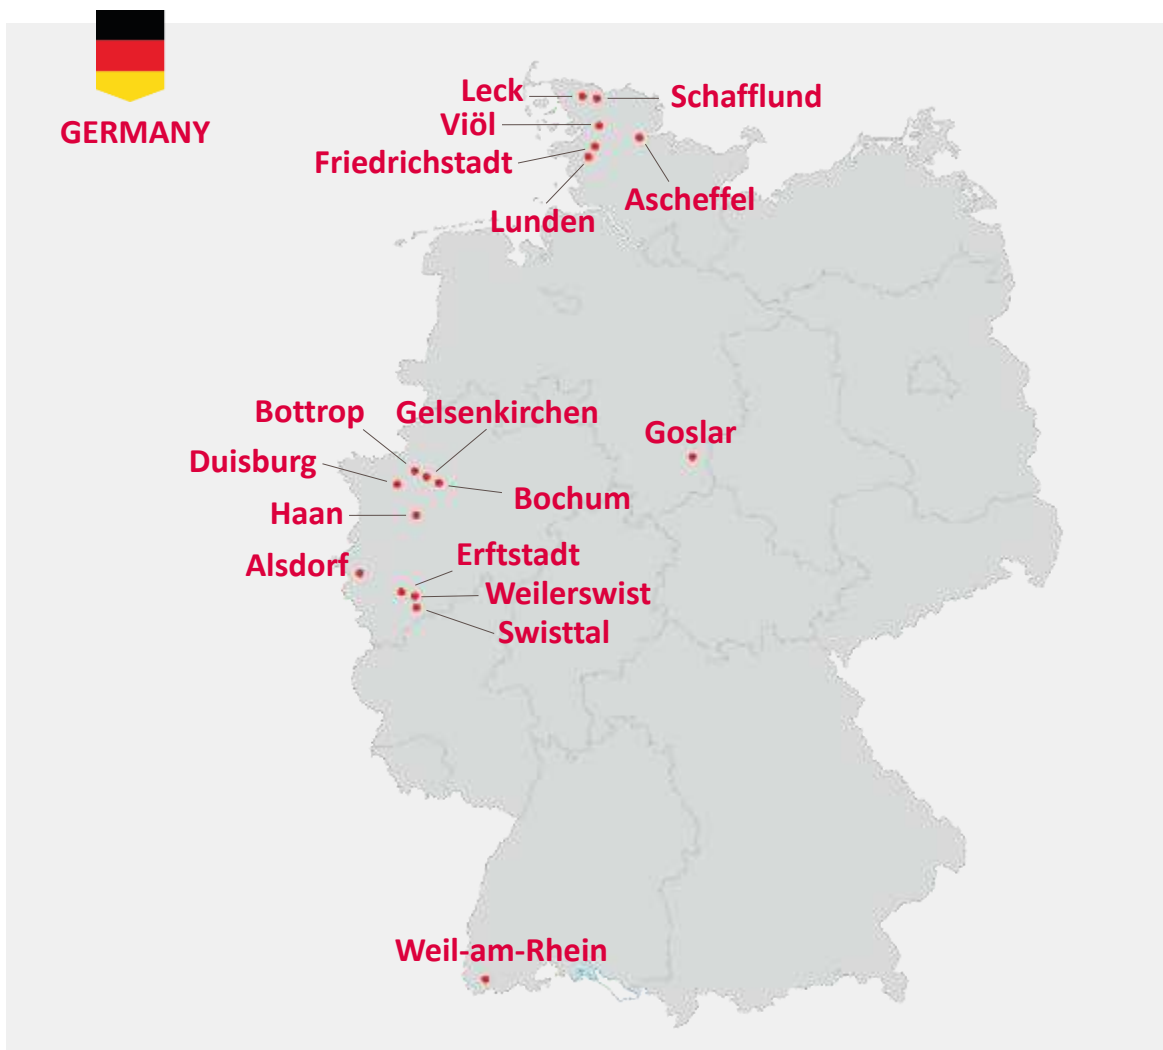 GERMANY
Leck
Schafflund
Viöl
Friedrichstadt
Ascheffel
Lunden
Bottrop
Gelsenkirchen
Goslar
Duisburg
Bochum
Haan
Erftstadt
Alsdorf
Weilerswist
Swisttal
Weil-am-Rhein